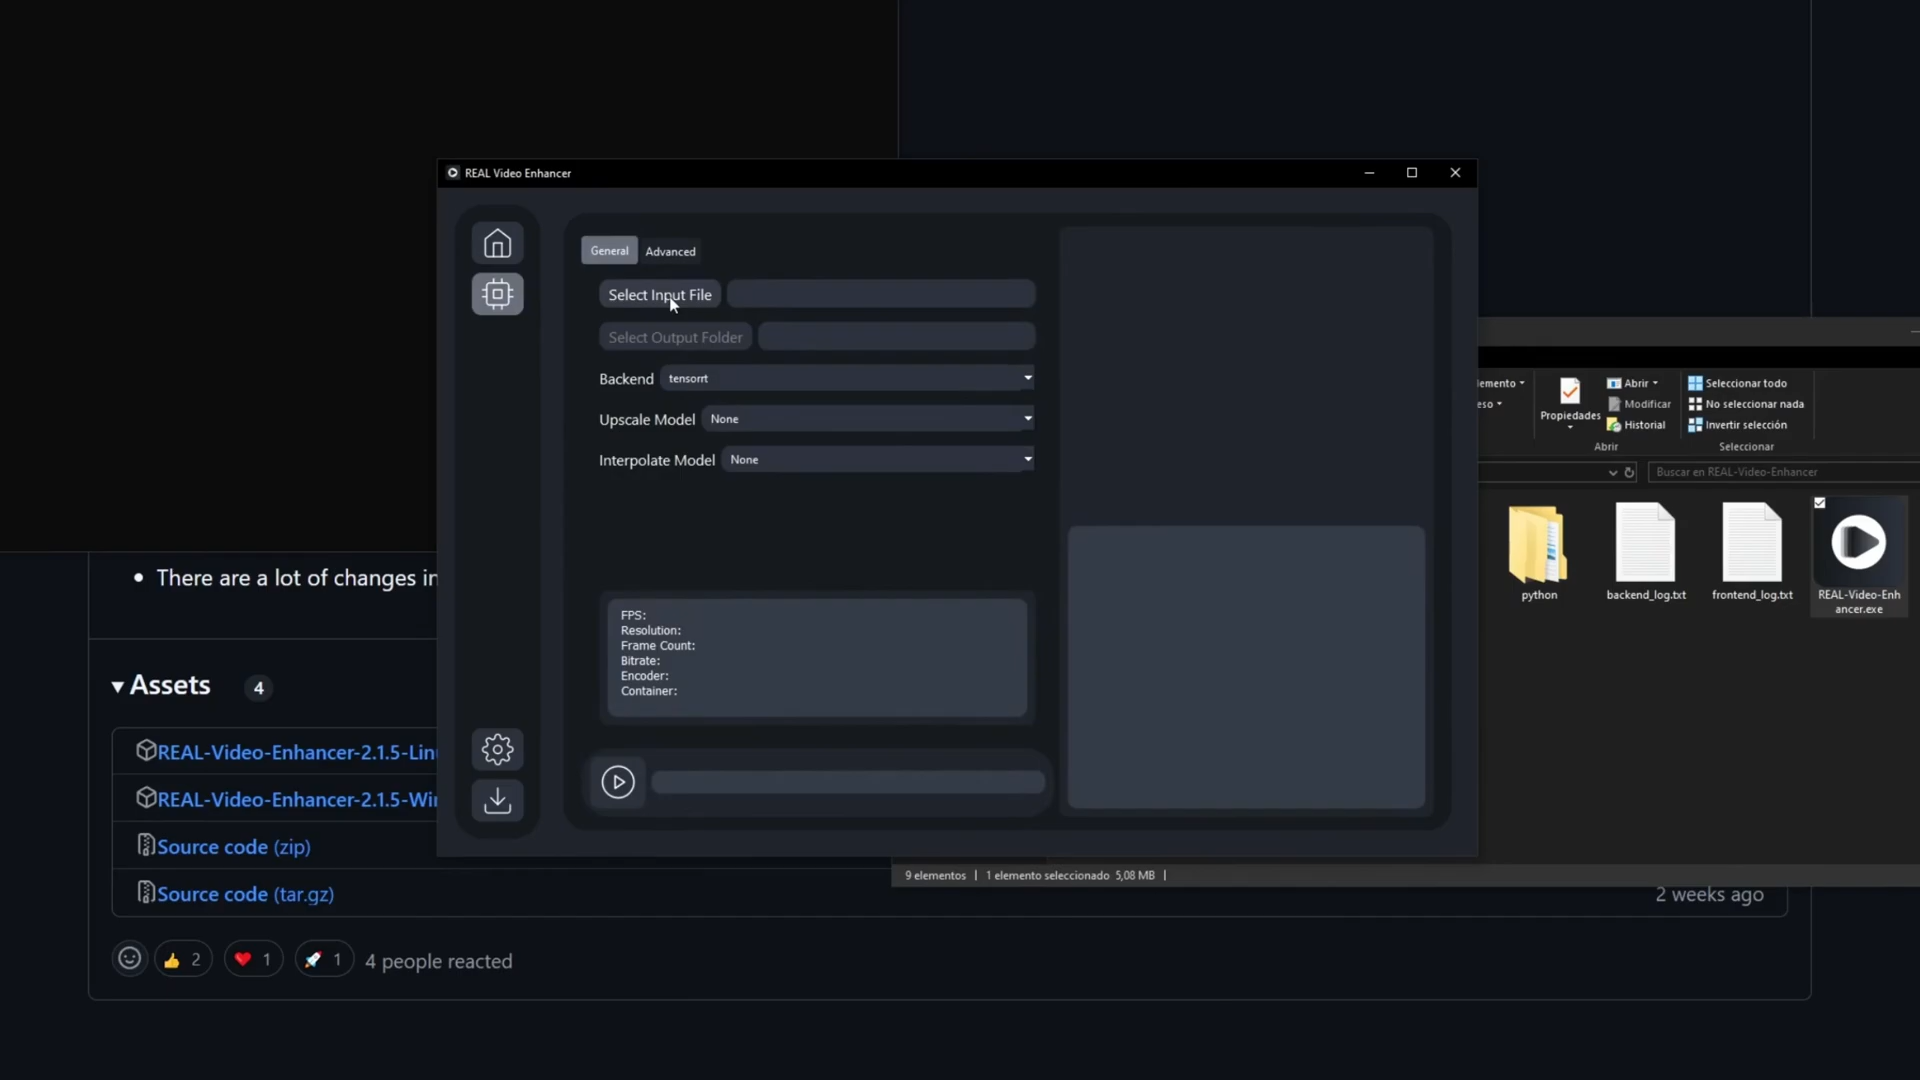 REAL Video Enhancer
General
Advanced
Select Input File
Select Output Folder
Backend
tensorrt
Upscale Model
None
Interpolate Model
None
FPS:
Resolution:
Frame Count:
Bitrate:
Encoder:
Container:
There are a lot of changes in
Assets
4
REAL-Video-Enhancer-2.1.5-Lin
REAL-Video-Enhancer-2.1.5-Wi
Source code (zip)
Source code (tar.gz)
2 weeks ago
2
1
1
4 people reacted
emento
eso
Propiedades
Abrir
Modificar
Historial
Abrir
Seleccionar todo
No seleccionar nada
Invertir selección
Seleccionar
Buscar en REAL-Video-Enhancer
python
backend_log.txt
frontend_log.txt
REAL-Video-Enh
ancer.exe
9 elementos
1 elemento seleccionado 5,08 MB